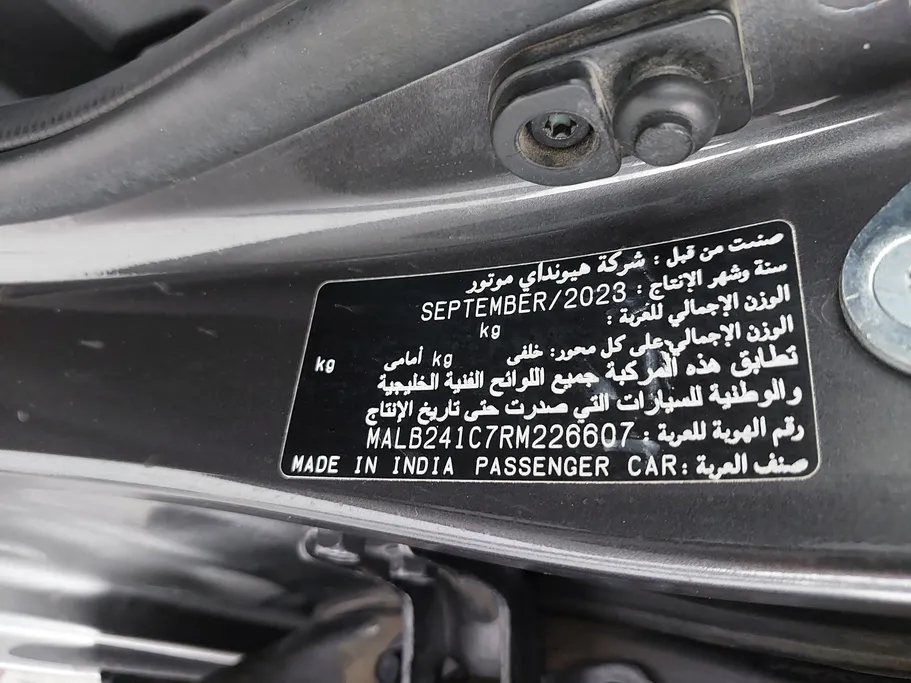 صنعت من قبل : شركة هيونداي موتور
سنة وشهر الإنتاج : SEPTEMBER/2023
الوزن الإجمالي للعربة : kg
الوزن الإجمالي على كل محور: خلفى kg أمامى kg
تطابق هذه المركبة جميع اللوائح الفنية الخليجية
والوطنية للسيارات التي صدرت حتى تاريخ الإنتاج
رقم الهوية للعربة : MALB241C7RM226607
صنف العربة : MADE IN INDIA PASSENGER CAR